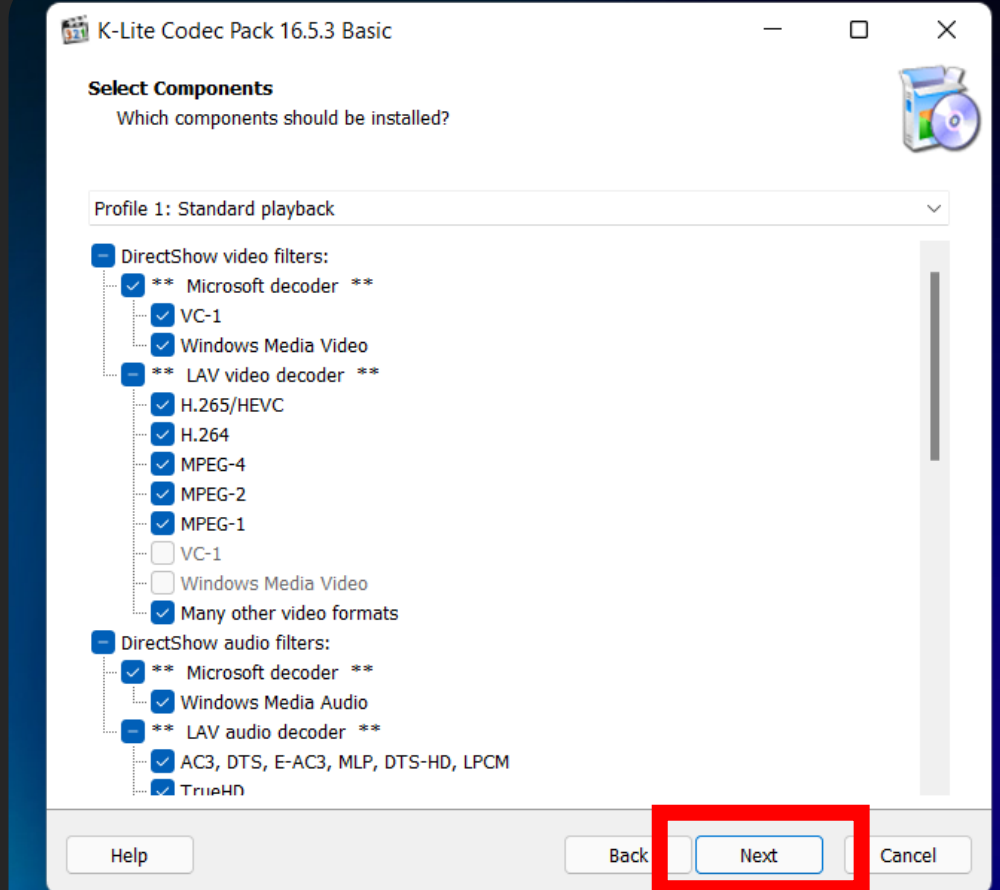 K-Lite Codec Pack 16.5.3 Basic
Select Components
Which components should be installed?
Profile 1: Standard playback
DirectShow video filters:
** Microsoft decoder **
VC-1
Windows Media Video
** LAV video decoder **
H.265/HEVC
H.264
MPEG-4
MPEG-2
MPEG-1
VC-1
Windows Media Video
Many other video formats
DirectShow audio filters:
** Microsoft decoder **
Windows Media Audio
** LAV audio decoder **
AC3, DTS, E-AC3, MLP, DTS-HD, LPCM
TrueHD
Help Back Next Cancel